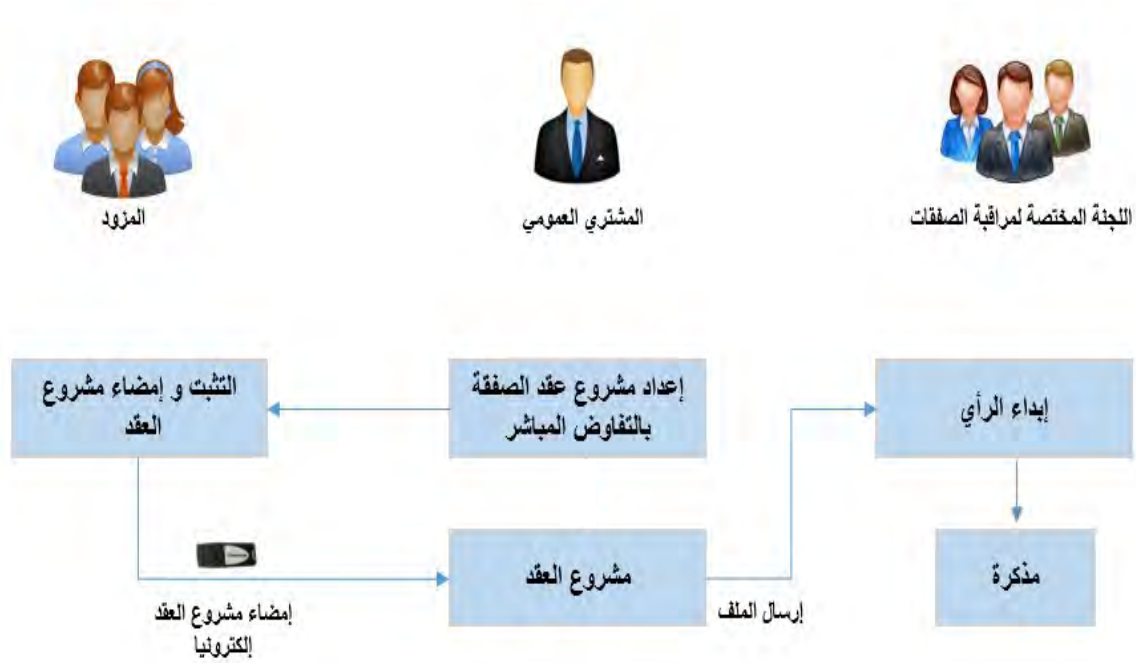 اللجنة المختصة لمراقبة الصفقات
المشتري العمومي
المزود
إبداء الرأي
إعداد مشروع عقد الصفقة
بالتفاوض المباشر
التثبت و إمضاء مشروع
العقد
مذكرة
إرسال الملف
مشروع العقد
إمضاء مشروع العقد
إلكترونيا